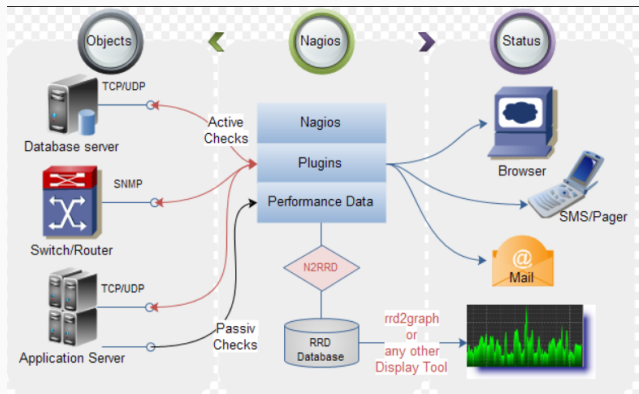 Objects
Nagios
Status
TCP/UDP
Database server
SNMP
Switch/Router
TCP/UDP
Application Server
Active
Checks
Passiv
Checks
Nagios
Plugins
Performance Data
N2RRD
RRD
Database
rrd2graph
or
any other
Display Tool
Browser
SMS/Pager
@
Mail